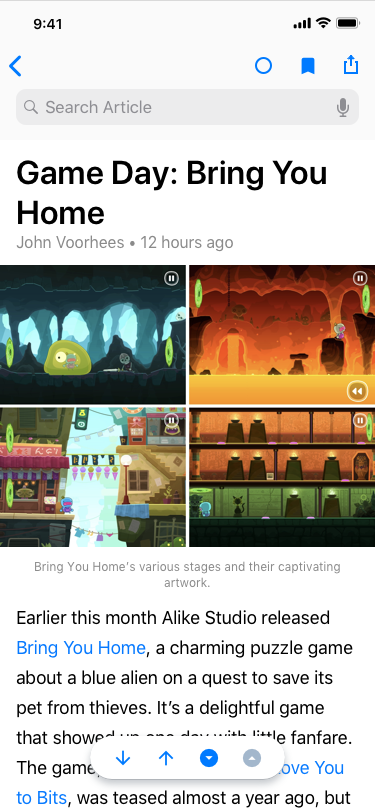 9:41
Search Article
Game Day: Bring You
Home
John Voorhees • 12 hours ago
Bring You Home's various stages and their captivating
artwork.
Earlier this month Alike Studio released
Bring You Home, a charming puzzle game
about a blue alien on a quest to save its
pet from thieves. It's a delightful game
that showed up one day with little fanfare.
The game, ove You
to Bits, was teased almost a year ago, but